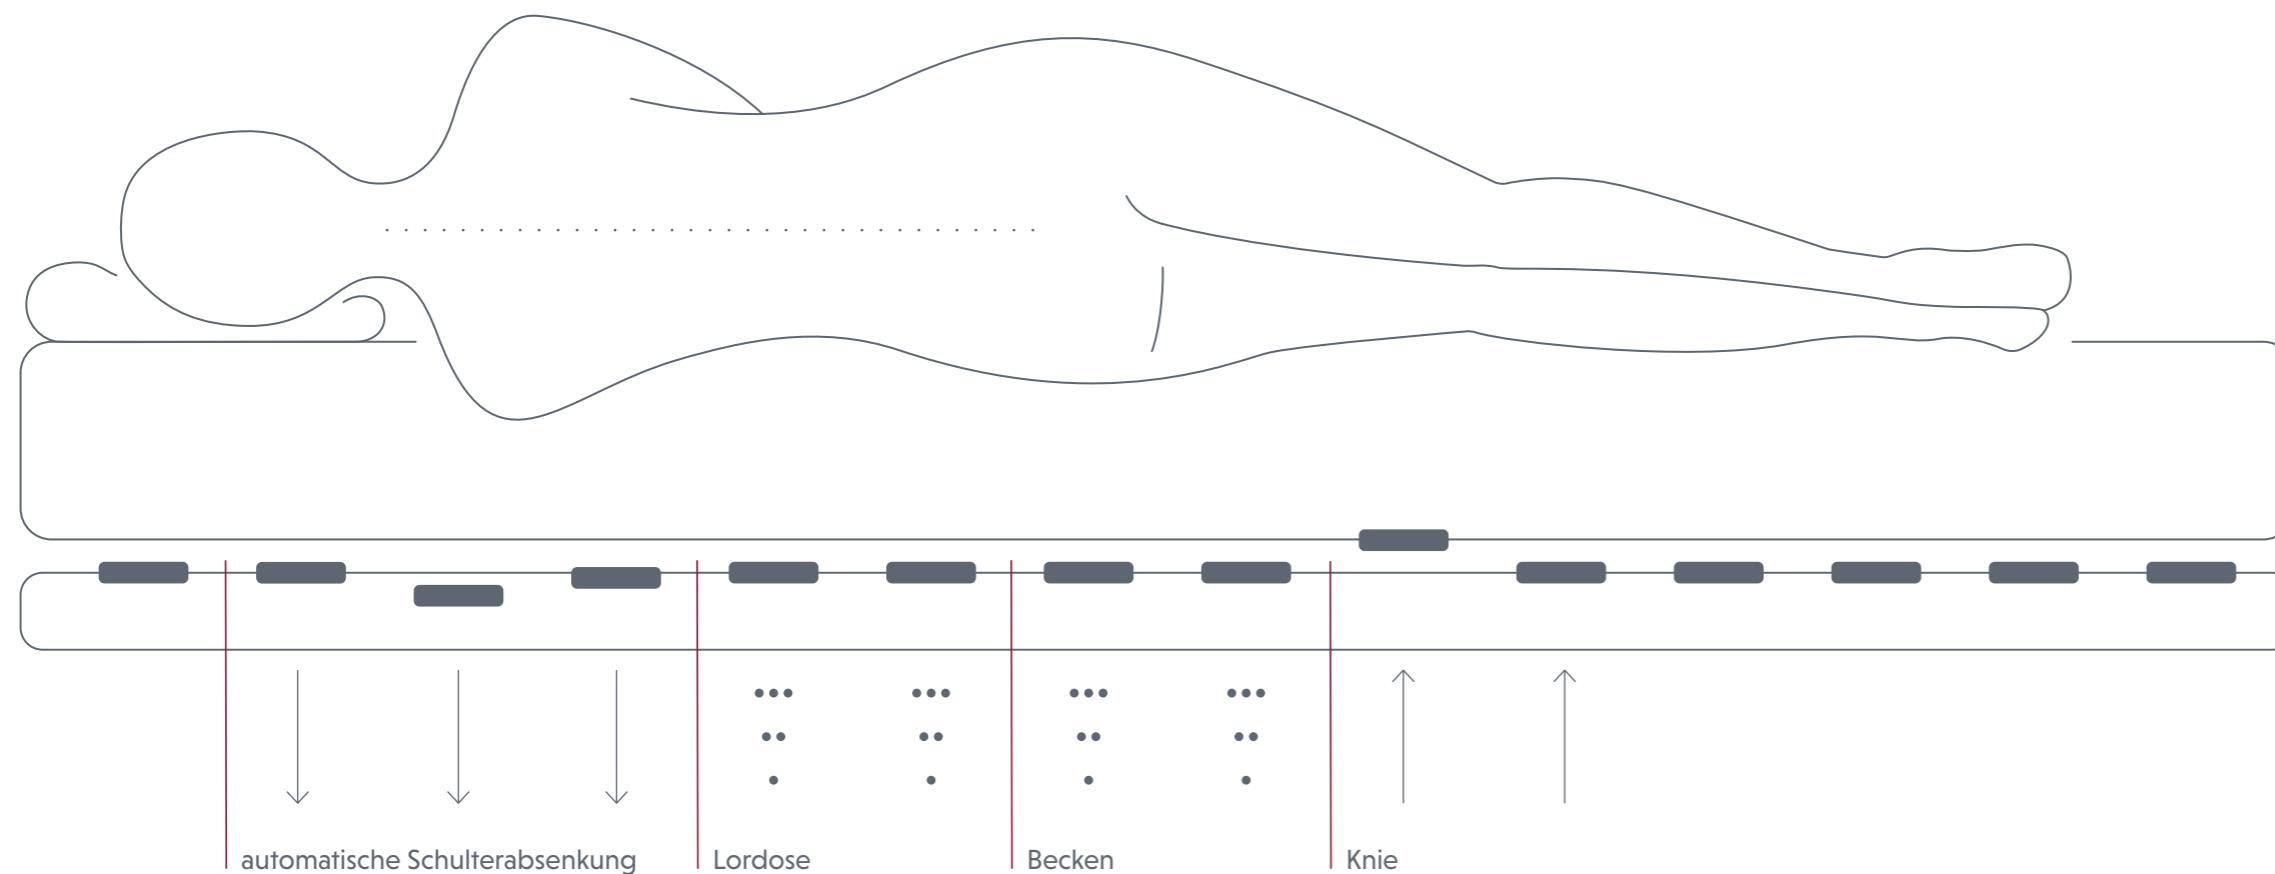 automatische Schulterabsenkung
Lordose
Becken
Knie